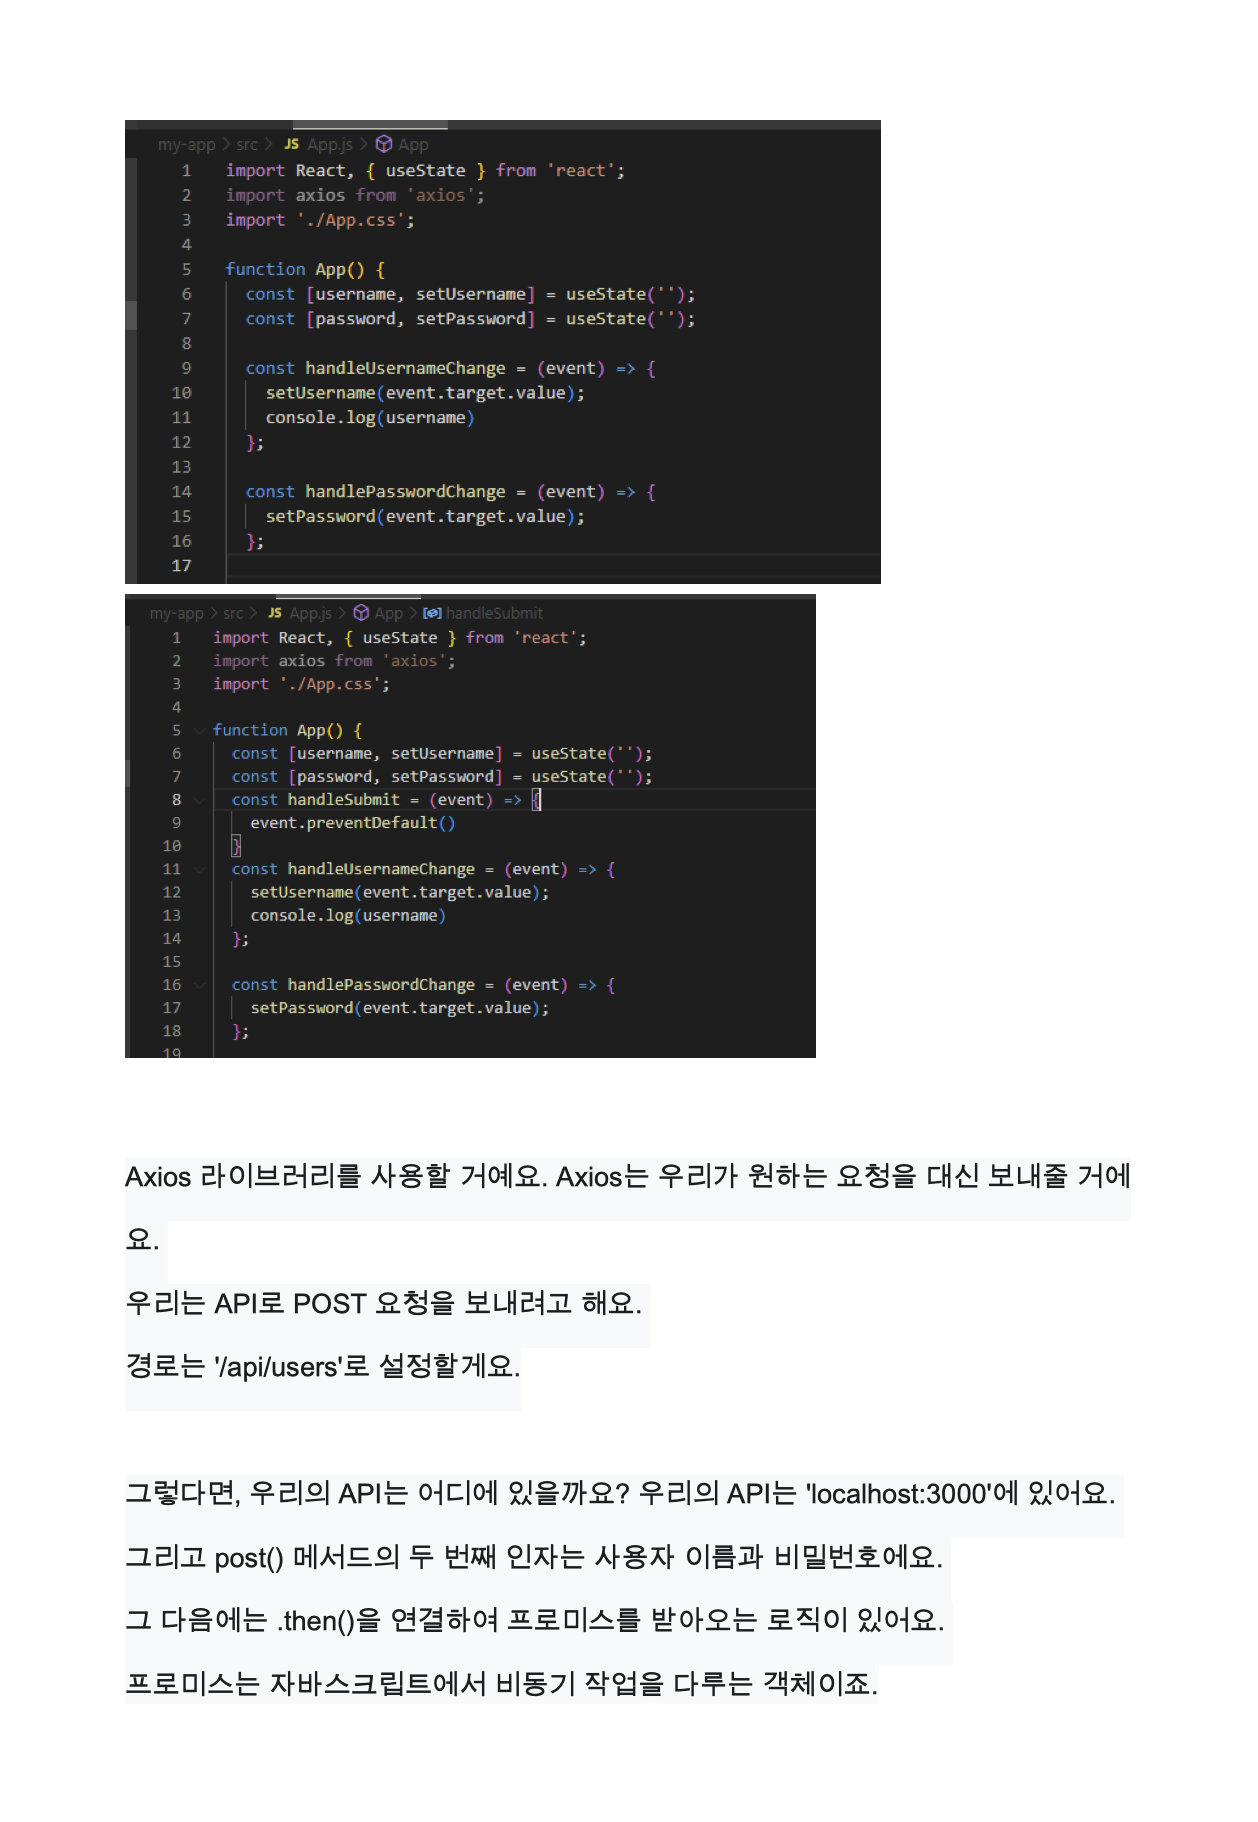 my-app > src > JS App.js > App
1 import React, { useState } from 'react';
2 import axios from 'axios';
3 import './App.css';
4
5 function App() {
6 const [username, setUsername] = useState('');
7 const [password, setPassword] = useState('');
8
9 const handleUsernameChange = (event) => {
10 setUsername(event.target.value);
11 console.log(username)
12 };
13
14 const handlePasswordChange = (event) => {
15 setPassword(event.target.value);
16 };
17
my-app > src > JS App.js > App > handleSubmit
1 import React, { useState } from 'react';
2 import axios from 'axios';
3 import './App.css';
4
5 function App() {
6 const [username, setUsername] = useState('');
7 const [password, setPassword] = useState('');
8 const handleSubmit = (event) => {
9 event.preventDefault()
10 }
11 const handleUsernameChange = (event) => {
12 setUsername(event.target.value);
13 console.log(username)
14 };
15
16 const handlePasswordChange = (event) => {
17 setPassword(event.target.value);
18 };
19
Axios 라이브러리를 사용할 거예요. Axios는 우리가 원하는 요청을 대신 보내줄 거에
요.
우리는 API로 POST 요청을 보내려고 해요.
경로는 '/api/users'로 설정할게요.
그렇다면, 우리의 API는 어디에 있을까요? 우리의 API는 'localhost:3000'에 있어요.
그리고 post() 메서드의 두 번째 인자는 사용자 이름과 비밀번호에요.
그 다음에는 .then()을 연결하여 프로미스를 받아오는 로직이 있어요.
프로미스는 자바스크립트에서 비동기 작업을 다루는 객체이죠.